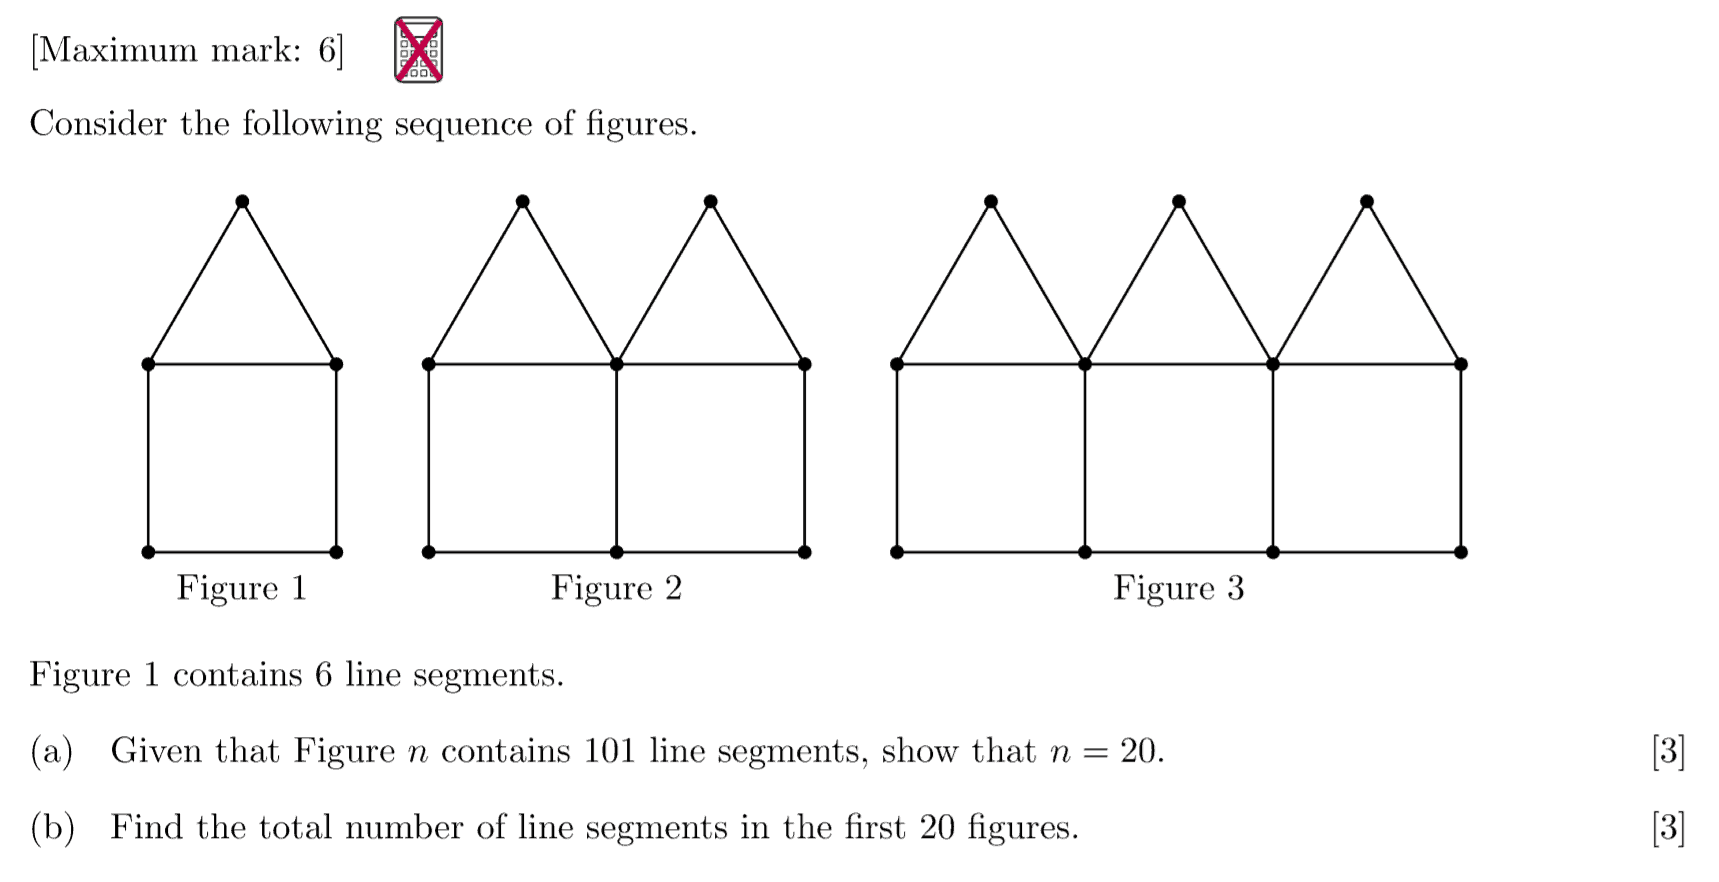 [Maximum mark: 6]
Consider the following sequence of figures.
Figure 1 Figure 2 Figure 3
Figure 1 contains 6 line segments.
(a) Given that Figure n contains 101 line segments, show that n = 20. [3]
(b) Find the total number of line segments in the first 20 figures. [3]